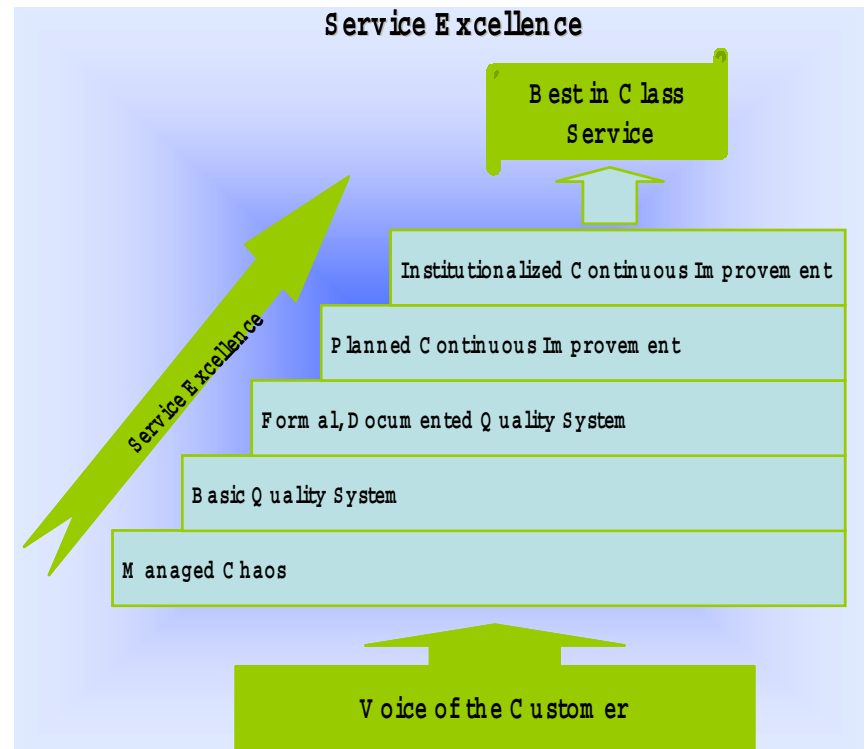 Service Excellence
Best in Class
Service
Institutionalized Continuous Improvement
Planned Continuous Improvement
Service Excellence
Formal, Documented Quality System
Basic Quality System
Managed Chaos
Voice of the Customer